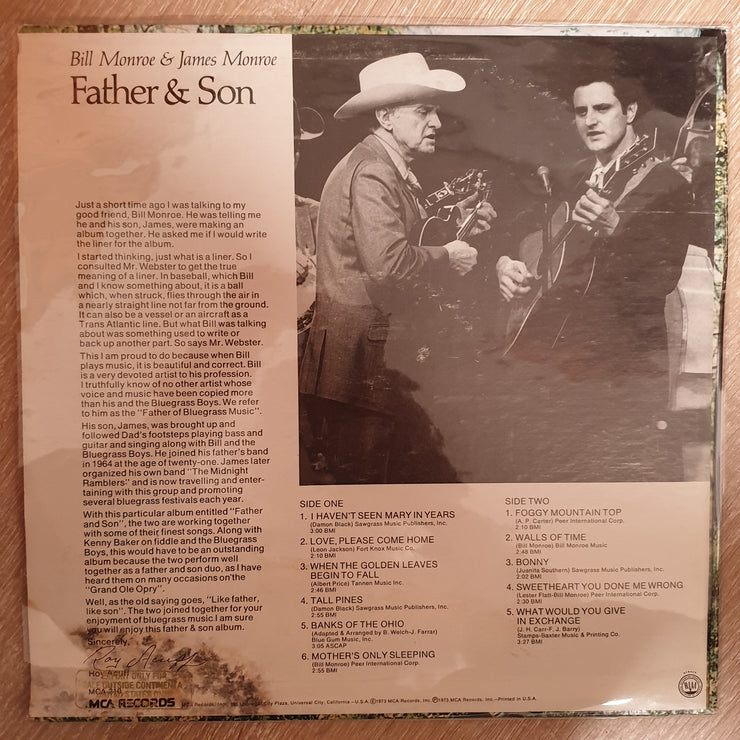 Bill Monroe & James Monroe
Father & Son
Just a short time ago I was talking to my
good friend, Bill Monroe. He was telling me
he and his son, James, were making an
album together. He asked me if I would write
the liner for the album.
I started thinking, just what is a liner. So I
consulted Mr. Webster to get the true
meaning of a liner. In baseball, which Bill
and I know something about, it is a ball
which, when struck, flies through the air in
a nearly straight line not far from the ground.
It can also be a vessel or an aircraft as a
Trans Atlantic line. But what Bill was talking
about was something used to write or
back up another part. So says Mr. Webster.
This I am proud to do because when Bill
plays music, it is beautiful and correct. Bill
is a very devoted artist to his profession.
I truthfully know of no other artist whose
voice and music have been copied more
than his and the Bluegrass Boys. We refer
to him as the "Father of Bluegrass Music".
His son, James, was brought up and
followed Dad's footsteps playing bass and
guitar and singing along with Bill and the
Bluegrass Boys. He joined his father's band
in 1964 at the age of twenty-one. James later
organized his own band "The Midnight
Ramblers" and is now travelling and enter-
taining with this group and promoting
several bluegrass festivals each year.
With this particular album entitled "Father
and Son", the two are working together
with some of their finest songs. Along with
Kenny Baker on fiddle and the Bluegrass
Boys, this would have to be an outstanding
album because the two perform well
together as a father and son duo, as I have
heard them on many occasions on the
"Grand Ole Opry".
Well, as the old saying goes, "Like father,
like son". The two joined together for your
enjoyment of bluegrass music I am sure
you will enjoy this father & son album.
Sincerely,
Roy Acuff
Roy Acuff
ONLY FOR
OUTSIDE CONTINENTAL
MCA-310
MCA RECORDS
SIDE ONE
1. I HAVEN'T SEEN MARY IN YEARS
(Damon Black) Sawgrass Music Publishers, Inc.
3:00 BMI
2. LOVE, PLEASE COME HOME
(Leon Jackson) Fort Knox Music Co.
2:10 BMI
3. WHEN THE GOLDEN LEAVES
BEGIN TO FALL
(Albert Price) Tannen Music Inc.
2:46 BMI
4. TALL PINES
(Damon Black) Sawgrass Music Publishers, Inc.
2:55 BMI
5. BANKS OF THE OHIO
(Adapted & Arranged by B. Welch-J. Farrar)
Blue Gum Music, Inc.
3:05 ASCAP
6. MOTHER'S ONLY SLEEPING
(Bill Monroe) Peer International Corp.
2:55 BMI
SIDE TWO
1. FOGGY MOUNTAIN TOP
(A. P. Carter) Peer International Corp.
2:10 BMI
2. WALLS OF TIME
(Bill Monroe) Bill Monroe Music
2:48 BMI
3. BONNY
(Juanita Southern) Sawgrass Music Publishers, Inc.
2:02 BMI
4. SWEETHEART YOU DONE ME WRONG
(Lester Flatt-Bill Monroe) Peer International Corp.
2:30 BMI
5. WHAT WOULD YOU GIVE
IN EXCHANGE
(J. H. Carr-F. J. Barry)
Stamps-Baxter Music & Printing Co.
3:27 BMI
City Plaza, Universal City, California – U.S.A. ©1973 MCA Records, Inc. ℗1973 MCA Records, Inc.–Printed in U.S.A.